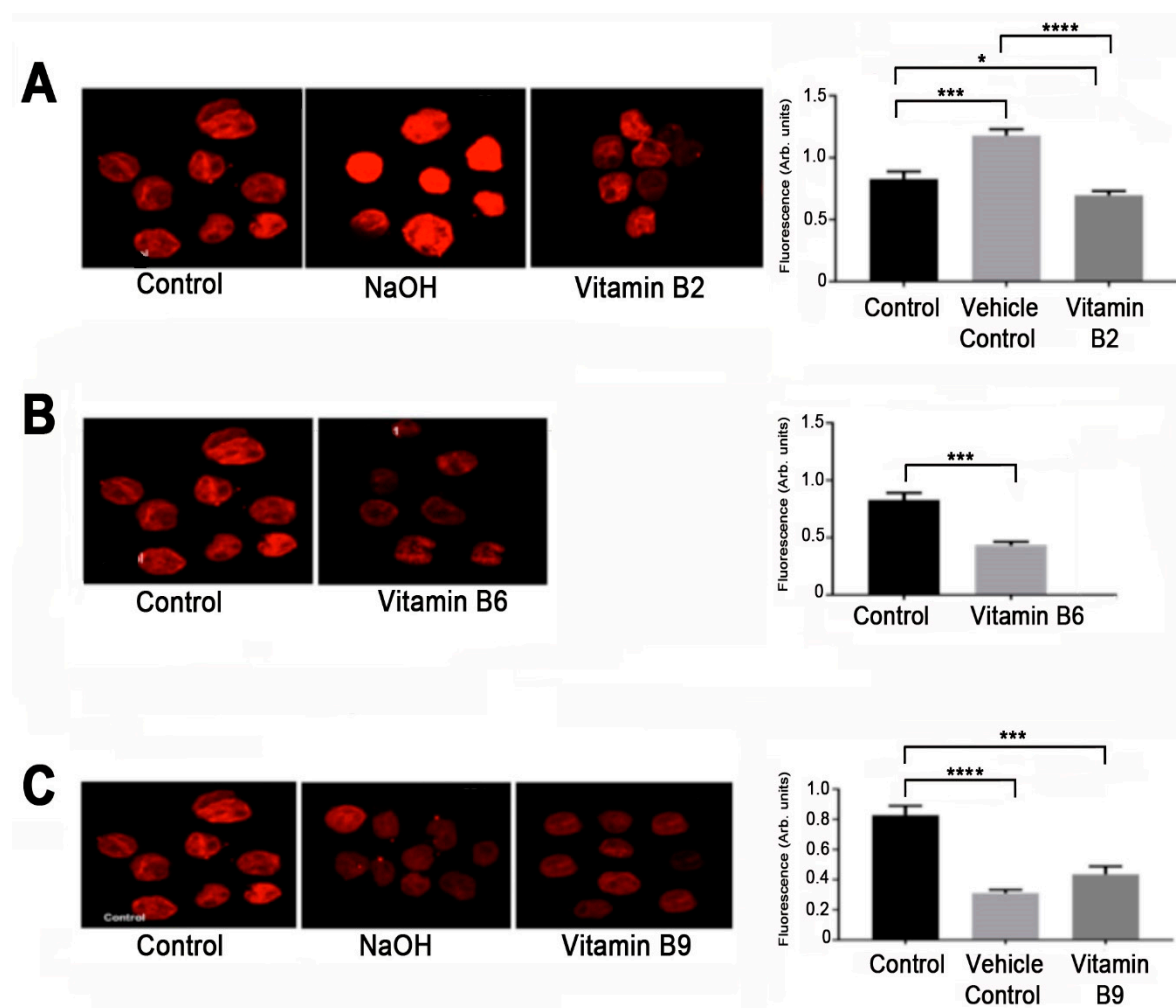 A
Control
NaOH
Vitamin B2
****
*
***
Fluorescence (Arb. units)
1.5
1.0
0.5
0
Control
Vehicle
Control
Vitamin
B2
B
Control
Vitamin B6
***
Fluorescence (Arb. units)
1.5
1.0
0.5
0
Control
Vitamin B6
C
Control
Control
NaOH
Vitamin B9
***
****
Fluorescence (Arb. units)
1.0
0.8
0.6
0.4
0.2
0
Control
Vehicle
Control
Vitamin
B9